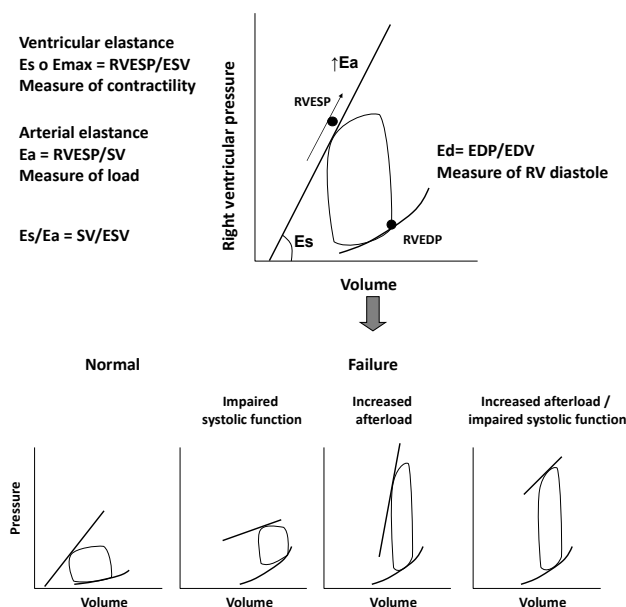 Ventricular elastance
Es o Emax = RVESP/ESV
Measure of contractility
Arterial elastance
Ea = RVESP/SV
Measure of load
Es/Ea = SV/ESV
Right ventricular pressure
↑Ea
RVESP
Es
RVEDP
Ed= EDP/EDV
Measure of RV diastole
Volume
Normal
Failure
Impaired
systolic function
Increased
afterload
Increased afterload /
impaired systolic function
Pressure
Volume
Volume
Volume
Volume